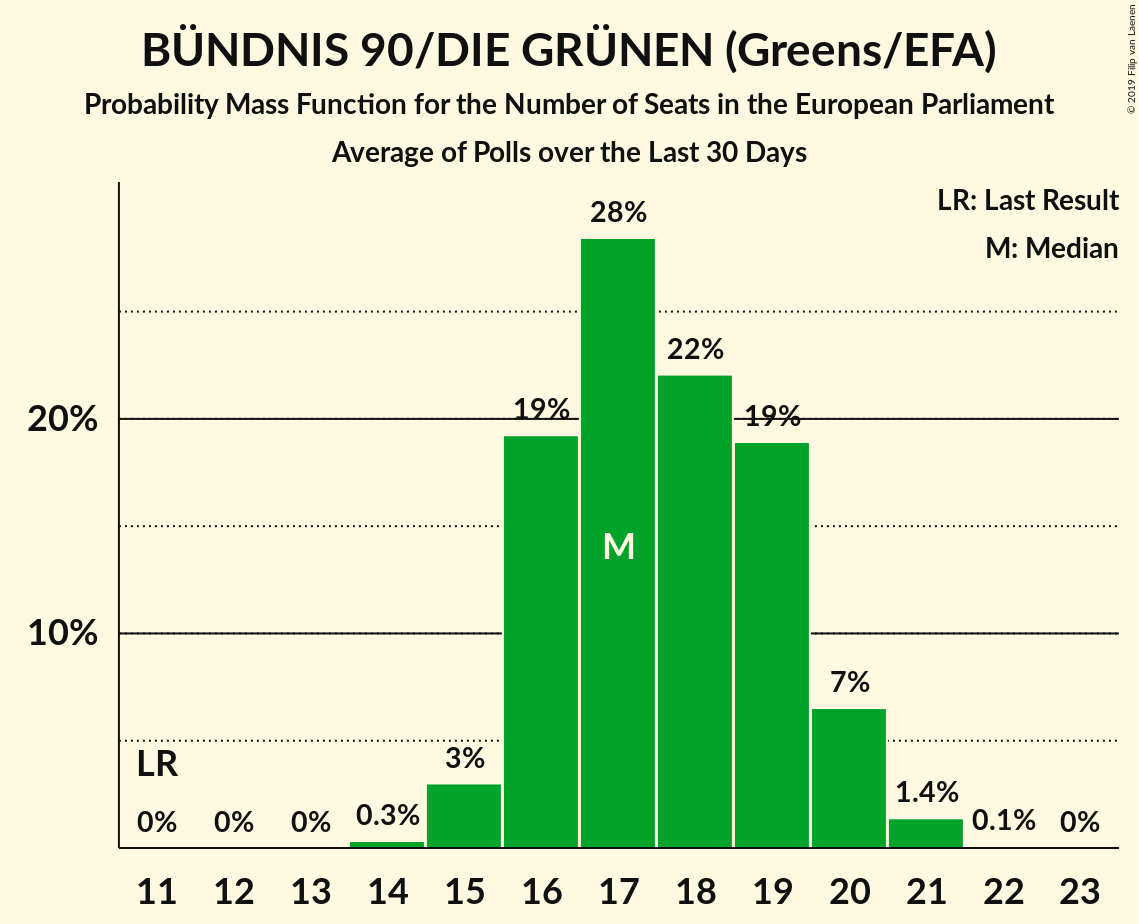 BÜNDNIS 90/DIE GRÜNEN (Greens/EFA)
Probability Mass Function for the Number of Seats in the European Parliament
Average of Polls over the Last 30 Days
© 2019 Filip van Laenen
LR: Last Result
M: Median
28%
22%
20%
19%
19%
M
10%
7%
LR
3%
1.4%
0%
0%
0%
0.3%
0.1%
0%
11 12 13 14 15 16 17 18 19 20 21 22 23